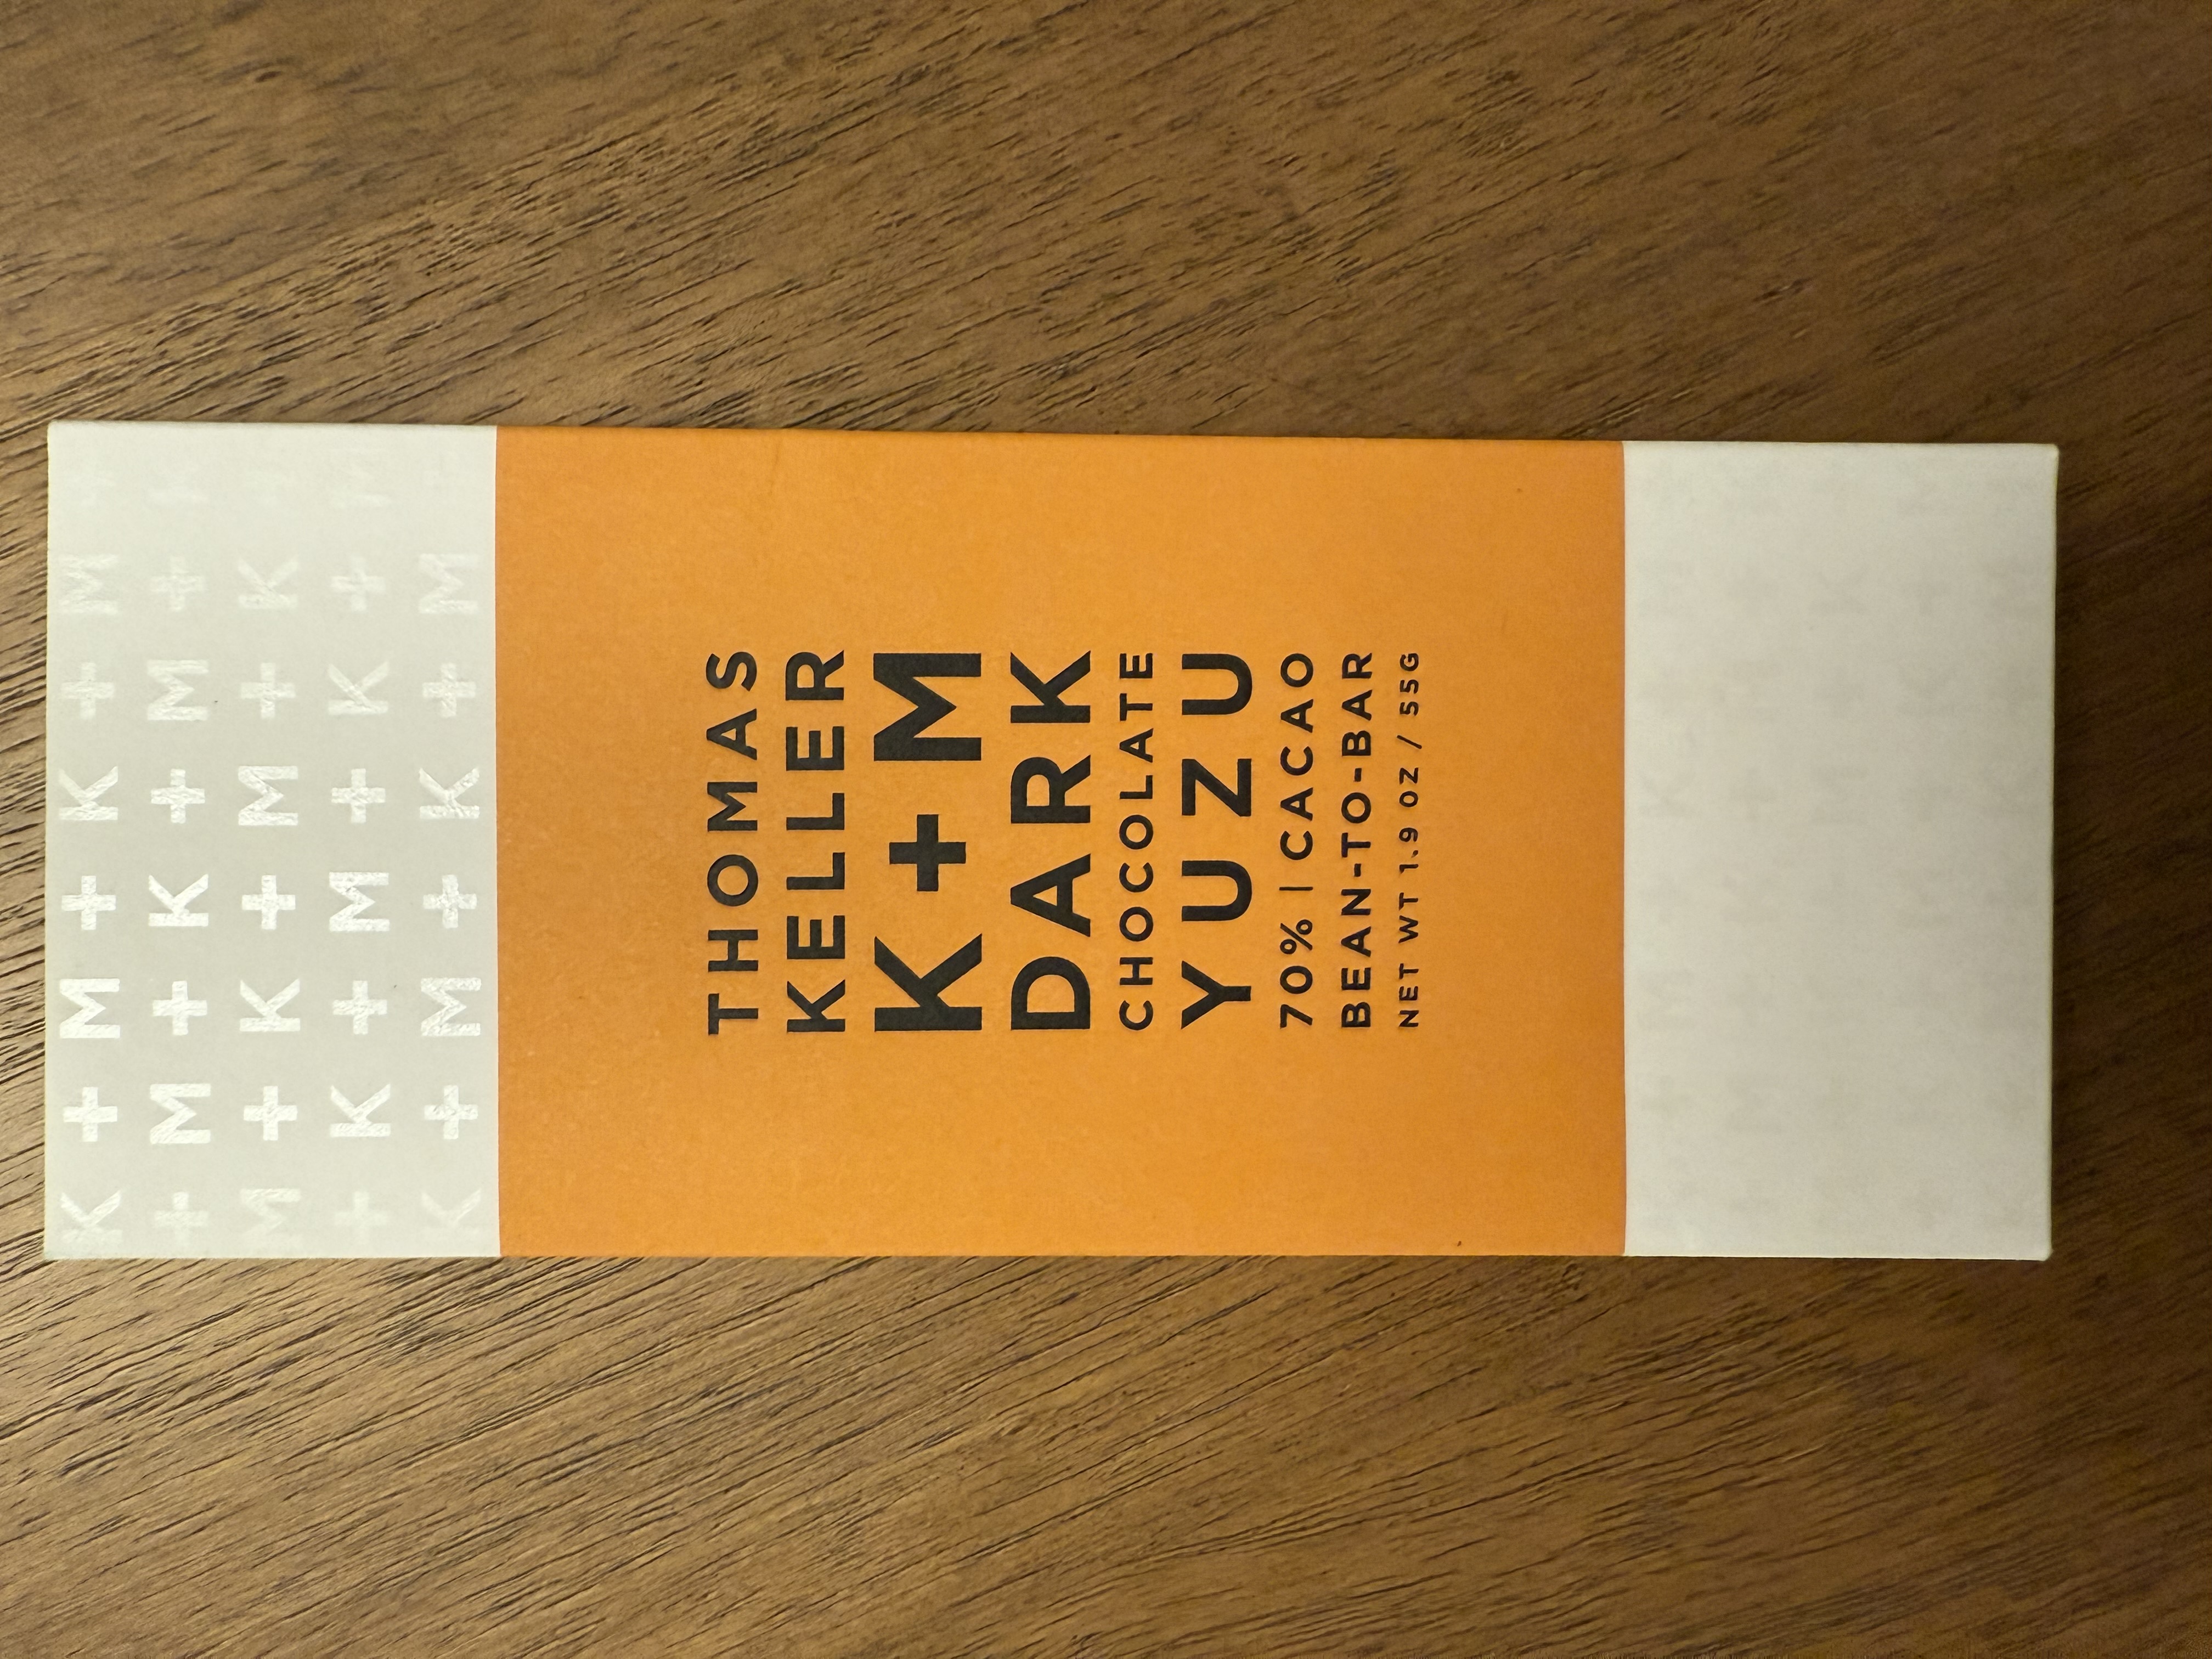 K + M + K + M +
+ M + K + M + K
M + K + M + K +
+ K + M + K + M
K + M + K + M +
THOMAS
KELLER
K+M
DARK
CHOCOLATE
YUZU
70% | CACAO
BEAN-TO-BAR
NET WT 1.9 OZ / 55G